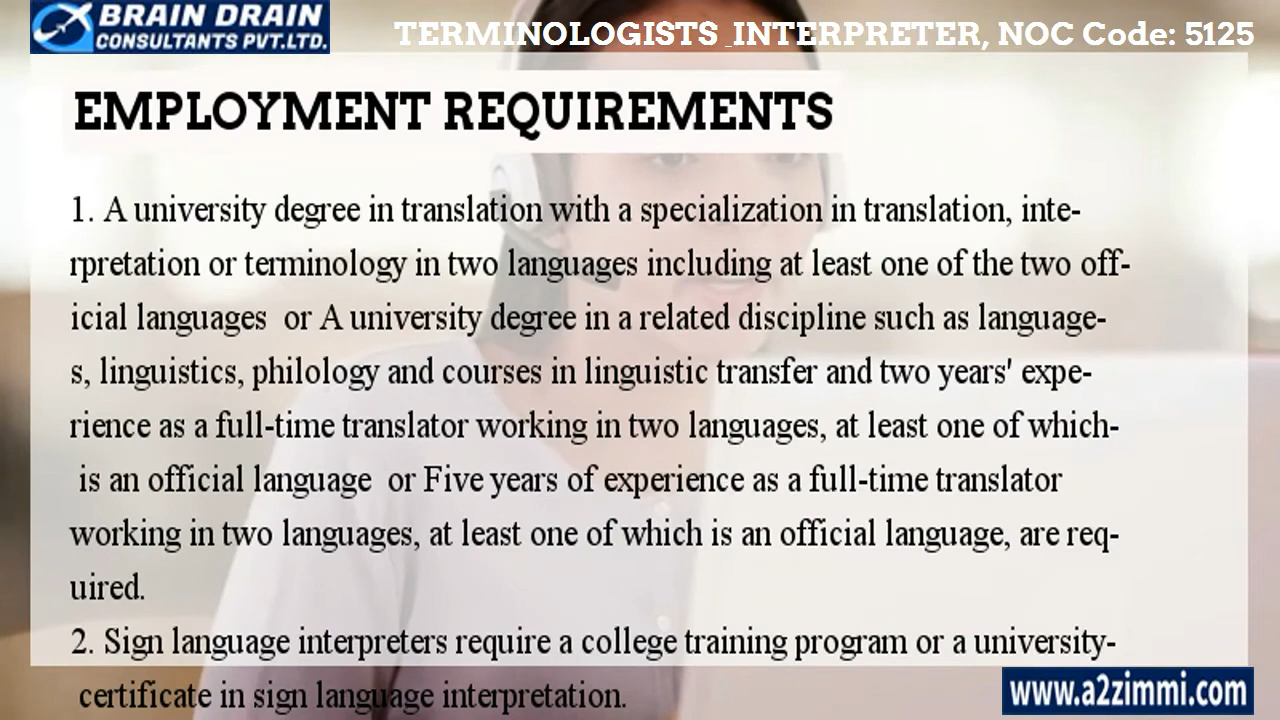 BRAIN DRAIN
CONSULTANTS PVT.LTD.
TERMINOLOGISTS _INTERPRETER, NOC Code: 5125
EMPLOYMENT REQUIREMENTS
1. A university degree in translation with a specialization in translation, inte-
rpretation or terminology in two languages including at least one of the two off-
icial languages  or A university degree in a related discipline such as language-
s, linguistics, philology and courses in linguistic transfer and two years' expe-
rience as a full-time translator working in two languages, at least one of which-
is an official language  or Five years of experience as a full-time translator
working in two languages, at least one of which is an official language, are req-
uired.
2. Sign language interpreters require a college training program or a university-
certificate in sign language interpretation.
www.a2zimmi.com